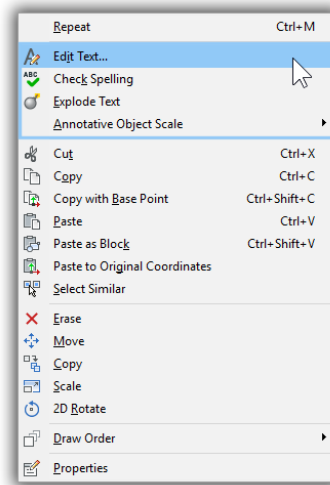 Repeat Ctrl+M
Edit Text...
ABC Check Spelling
Explode Text
Annotative Object Scale
Cut Ctrl+X
Copy Ctrl+C
Copy with Base Point Ctrl+Shift+C
Paste Ctrl+V
Paste as Block Ctrl+Shift+V
Paste to Original Coordinates
Select Similar
Erase
Move
Copy
Scale
2D Rotate
Draw Order
Properties